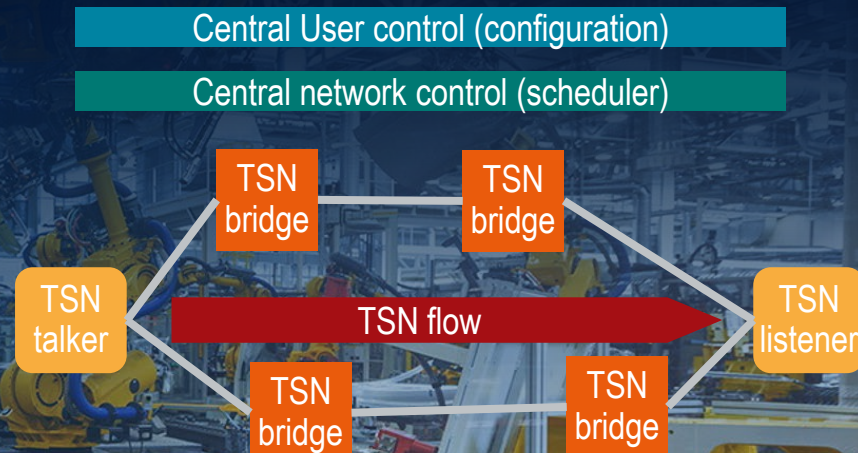 Central User control (configuration)
Central network control (scheduler)
TSN
bridge
TSN
bridge
TSN
talker
TSN flow
TSN
listener
TSN
bridge
TSN
bridge